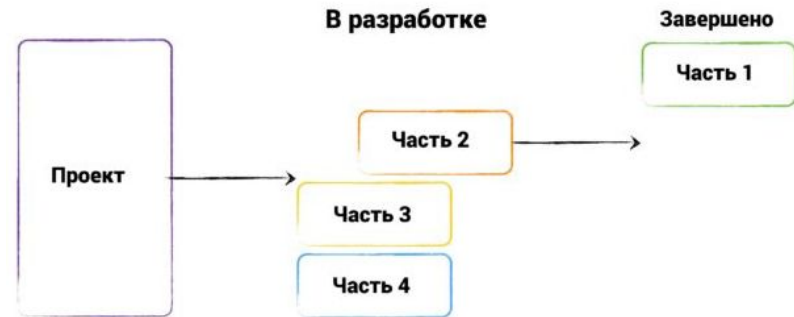 В разработке
Завершено
Часть 1
Часть 2
Проект
Часть 3
Часть 4